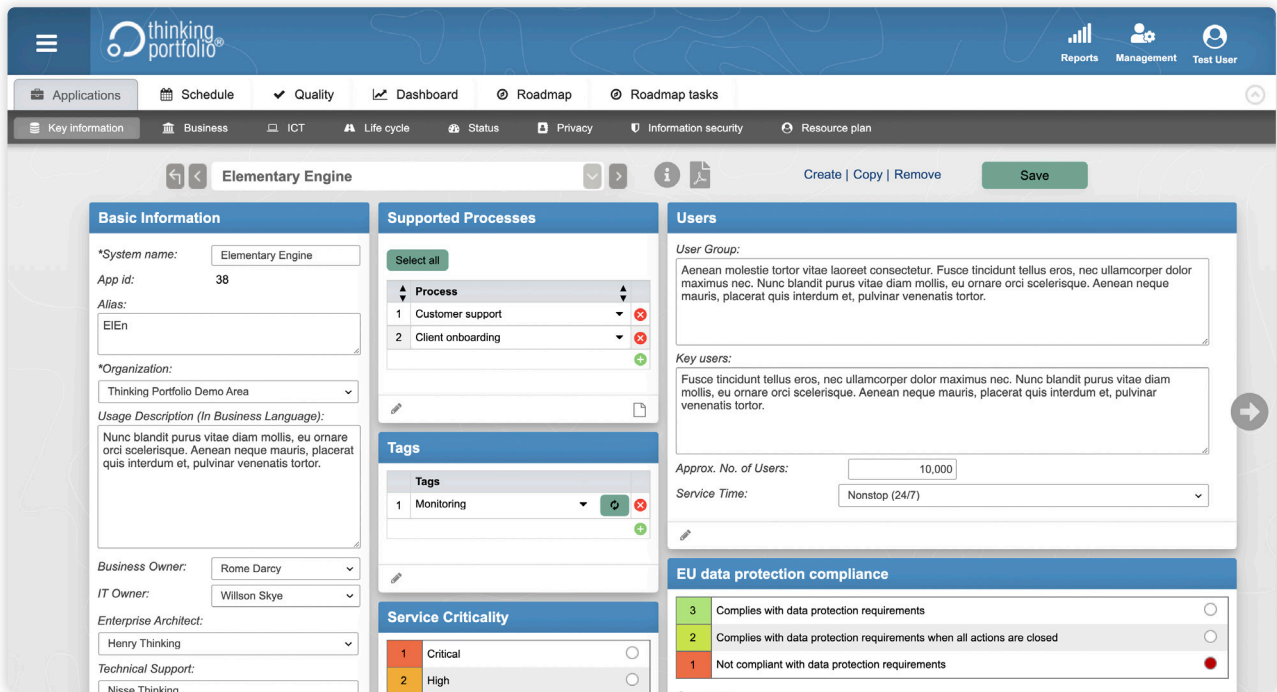 thinking
portfolio®
Reports
Management
Test User
Applications
Schedule
Quality
Dashboard
Roadmap
Roadmap tasks
Key information
Business
ICT
Life cycle
Status
Privacy
Information security
Resource plan
Elementary Engine
Create | Copy | Remove
Save
Basic Information
*System name:
Elementary Engine
App id:
38
Alias:
ElEn
*Organization:
Thinking Portfolio Demo Area
Usage Description (In Business Language):
Nunc blandit purus vitae diam mollis, eu ornare
orci scelerisque. Aenean neque mauris, placerat
quis interdum et, pulvinar venenatis tortor.
Business Owner:
Rome Darcy
IT Owner:
Willson Skye
Enterprise Architect:
Henry Thinking
Technical Support:
Nisse Thinking
Supported Processes
Select all
Process
1 Customer support
2 Client onboarding
Tags
Tags
1 Monitoring
Service Criticality
1 Critical
2 High
Users
User Group:
Aenean molestie tortor vitae laoreet consectetur. Fusce tincidunt tellus eros, nec ullamcorper dolor
maximus nec. Nunc blandit purus vitae diam mollis, eu ornare orci scelerisque. Aenean neque
mauris, placerat quis interdum et, pulvinar venenatis tortor.
Key users:
Fusce tincidunt tellus eros, nec ullamcorper dolor maximus nec. Nunc blandit purus vitae diam
mollis, eu ornare orci scelerisque. Aenean neque mauris, placerat quis interdum et, pulvinar
venenatis tortor.
Approx. No. of Users:
10,000
Service Time:
Nonstop (24/7)
EU data protection compliance
3 Complies with data protection requirements
2 Complies with data protection requirements when all actions are closed
1 Not compliant with data protection requirements